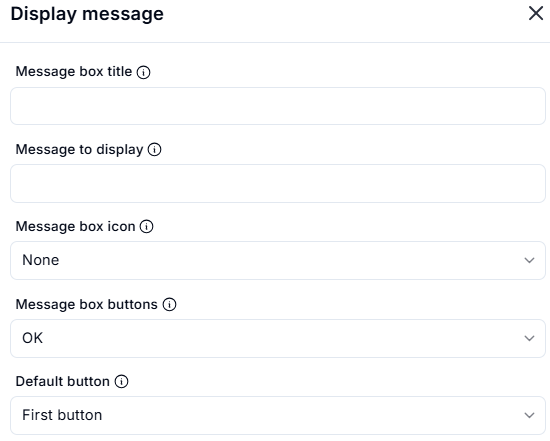 Display message
Message box title
Message to display
Message box icon
None
Message box buttons
OK
Default button
First button